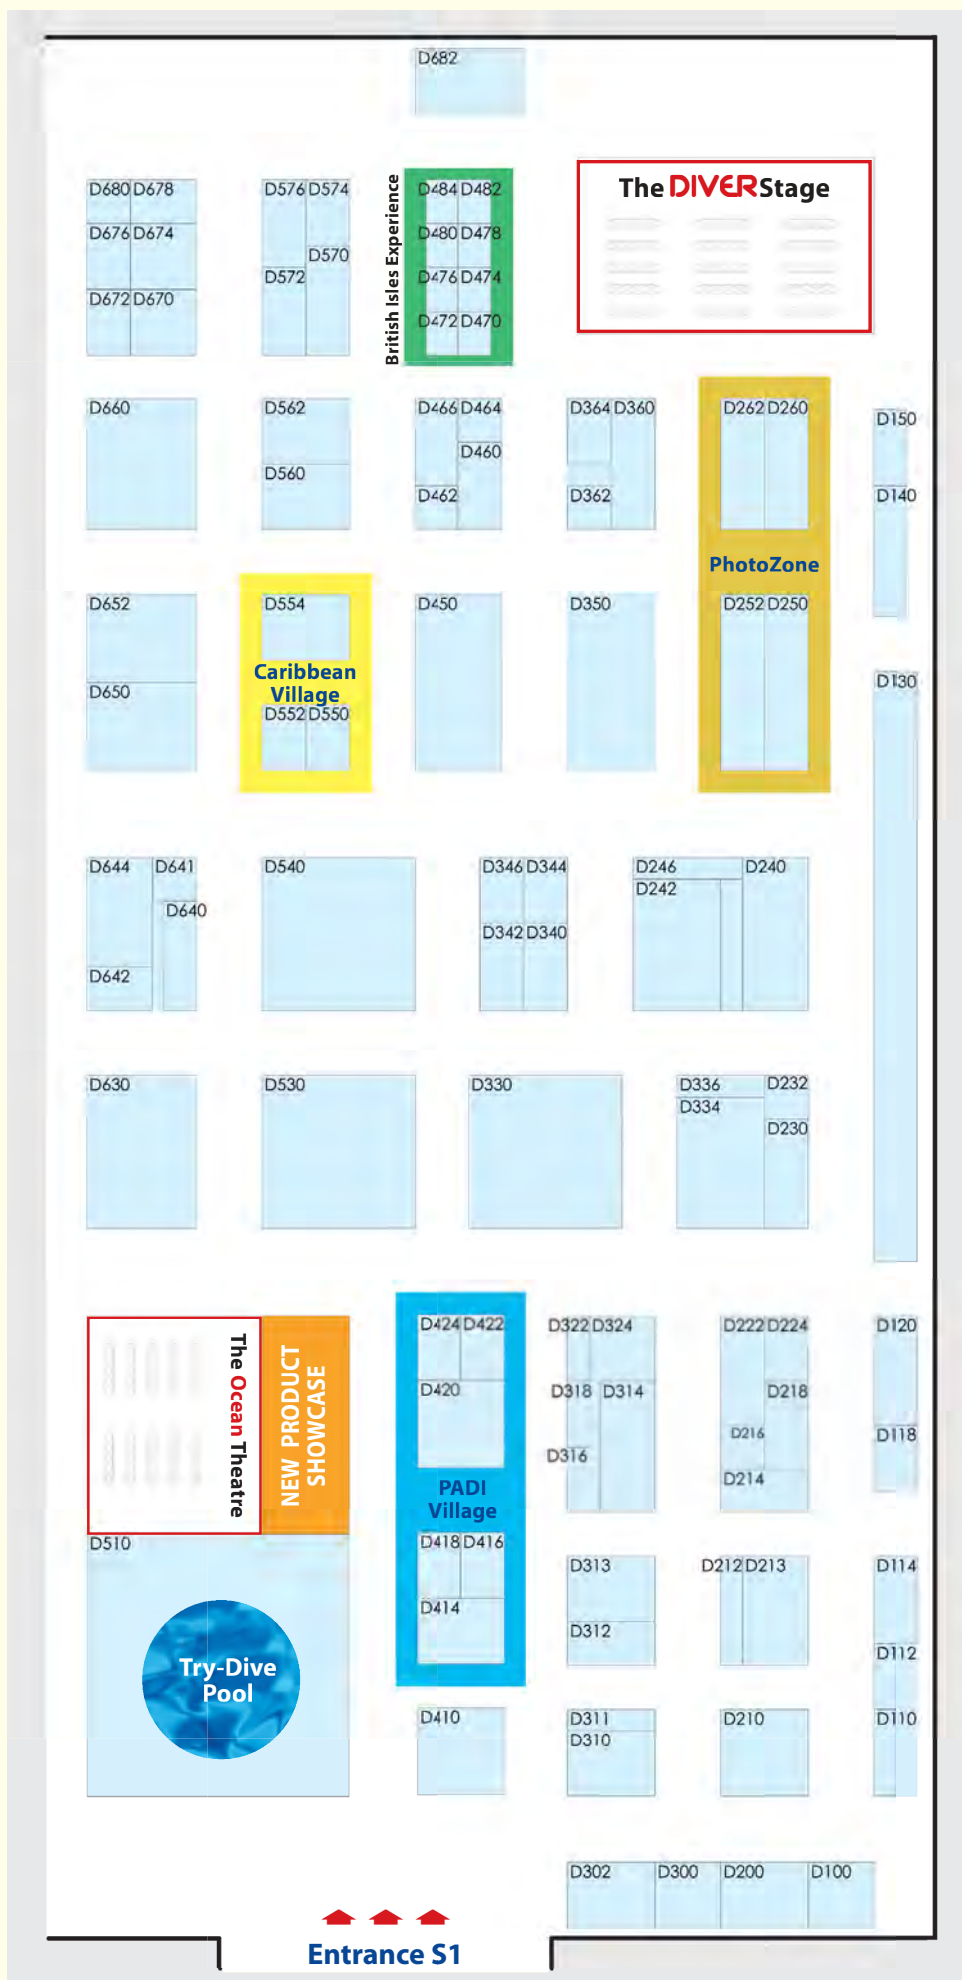 D682
The DIVER Stage
D680 D678
D676 D674
D672 D670
D576 D574
D570
D572
British Isles Experience
D484 D482
D480 D478
D476 D474
D472 D470
D660
D562
D560
D466 D464
D460
D462
D364 D360
D362
D262 D260
PhotoZone
D252 D250
D150
D140
D130
D652
D650
D554
Caribbean
Village
D552 D550
D450
D350
D644 D641
D640
D642
D540
D346 D344
D342 D340
D246 D240
D242
D630
D530
D330
D336 D232
D334
D230
The Ocean Theatre
NEW PRODUCT
SHOWCASE
D424 D422
D420
PADI
Village
D418 D416
D414
D322 D324
D318 D314
D316
D222 D224
D218
D216
D214
D120
D118
D510
Try-Dive
Pool
D313
D312
D212 D213
D114
D112
D410
D311
D310
D210
D110
D302 D300 D200 D100
Entrance S1